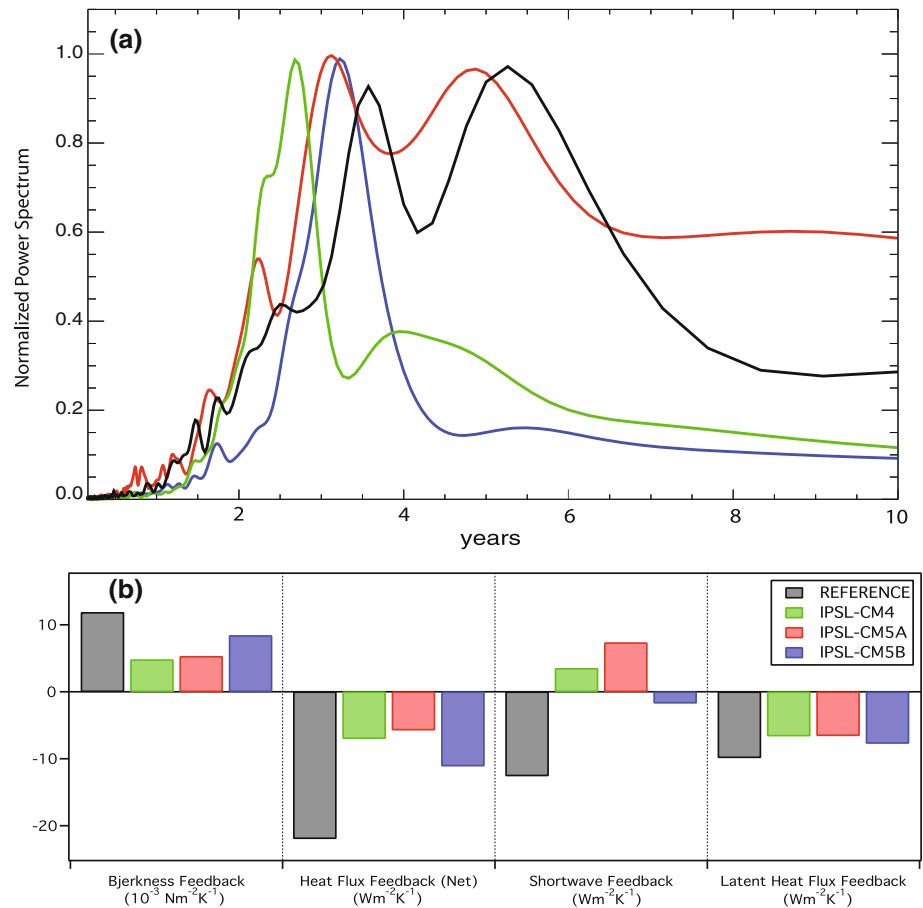 (a)
Normalized Power Spectrum
1.0
0.8
0.6
0.4
0.2
0.0
2
4
6
8
10
years
(b)
10
0
-10
-20
REFERENCE
IPSL-CM4
IPSL-CM5A
IPSL-CM5B
Bjerkness Feedback
(10⁻³ Nm⁻²K⁻¹)
Heat Flux Feedback (Net)
(Wm⁻²K⁻¹)
Shortwave Feedback
(Wm⁻²K⁻¹)
Latent Heat Flux Feedback
(Wm⁻²K⁻¹)